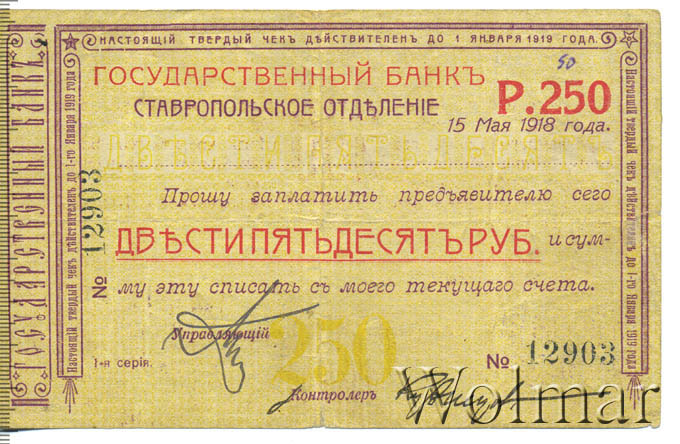 НАСТОЯЩІЙ ТВЕРДЫЙ ЧЕКЪ ДѢЙСТВИТЕЛЕНЪ ДО 1 ЯНВАРЯ 1919 ГОДА.
ГОСУДАРСТВЕННЫЙ БАНКЪ
50
СТАВРОПОЛЬСКОЕ ОТДѢЛЕНІЕ
Р.250
15 Мая 1918 года.
ДВѢСТИ ПЯТЬДЕСЯТЪ
Прошу заплатить предъявителю сего
ДВѢСТИПЯТЬДЕСЯТЪ РУБ. и сум-
му эту списать съ моего текущаго счета.
Управляющій
250
1-я серія.
№ 12903
Контролеръ
Wolmar
ГОСУДАРСТВЕННЫЙ БАНКЪ
Настоящій твердый чекъ дѣйствителенъ до 1-го Января 1919 года
№ 12903
Настоящій твердый чекъ дѣйствителенъ до 1-го Января 1919 года